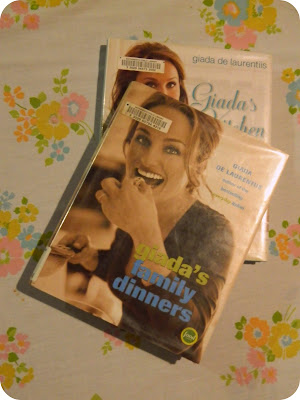 giada de laurentiis
Giada's
Kitchen
GIADA
DE LAURENTIIS
giada's
family
dinners